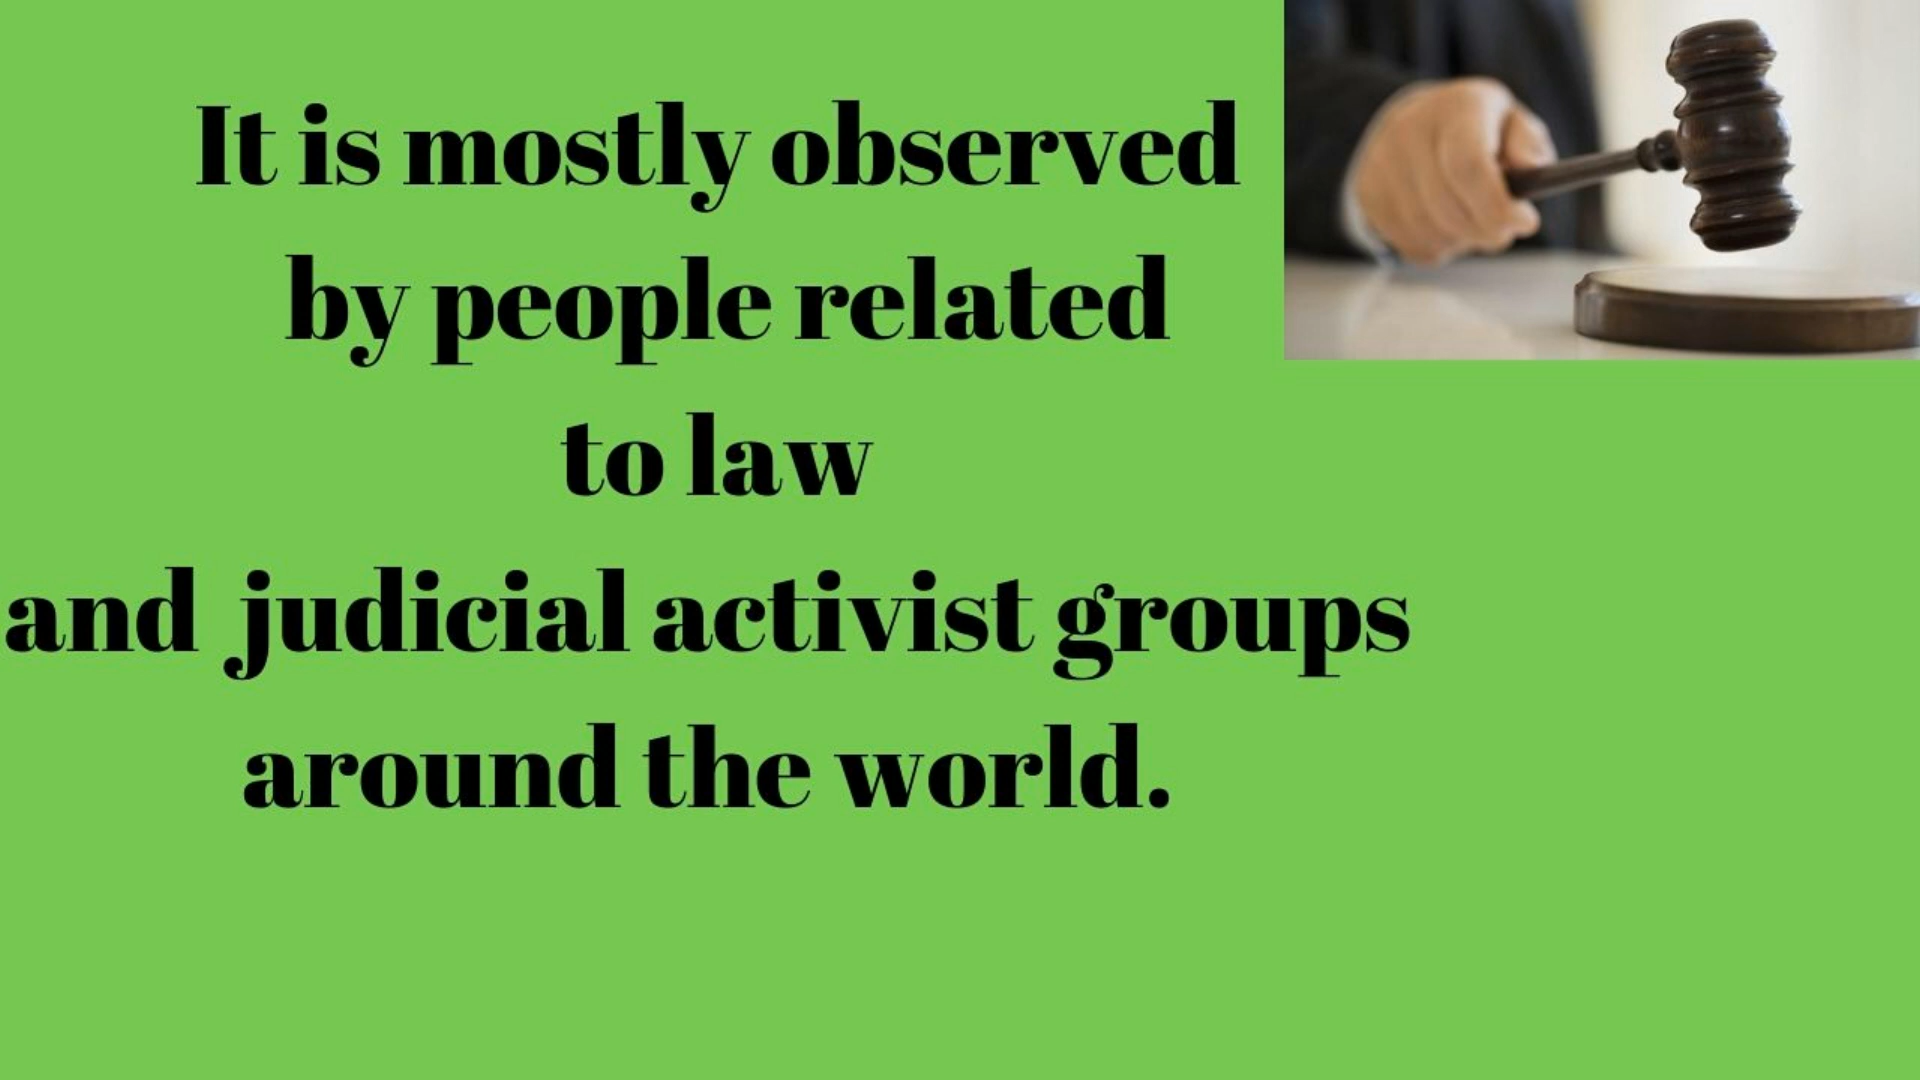 It is mostly observed
by people related
to law
and judicial activist groups
around the world.